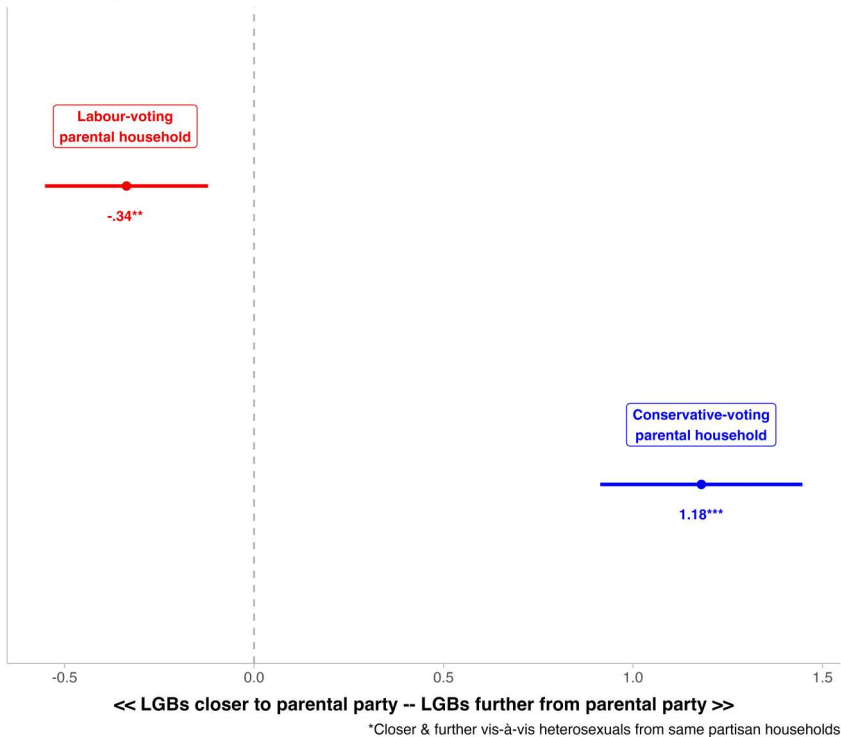 Labour-voting
parental household
-.34**
Conservative-voting
parental household
1.18***
-0.5 0.0 0.5 1.0 1.5
<< LGBs closer to parental party -- LGBs further from parental party >>
*Closer & further vis-à-vis heterosexuals from same partisan households